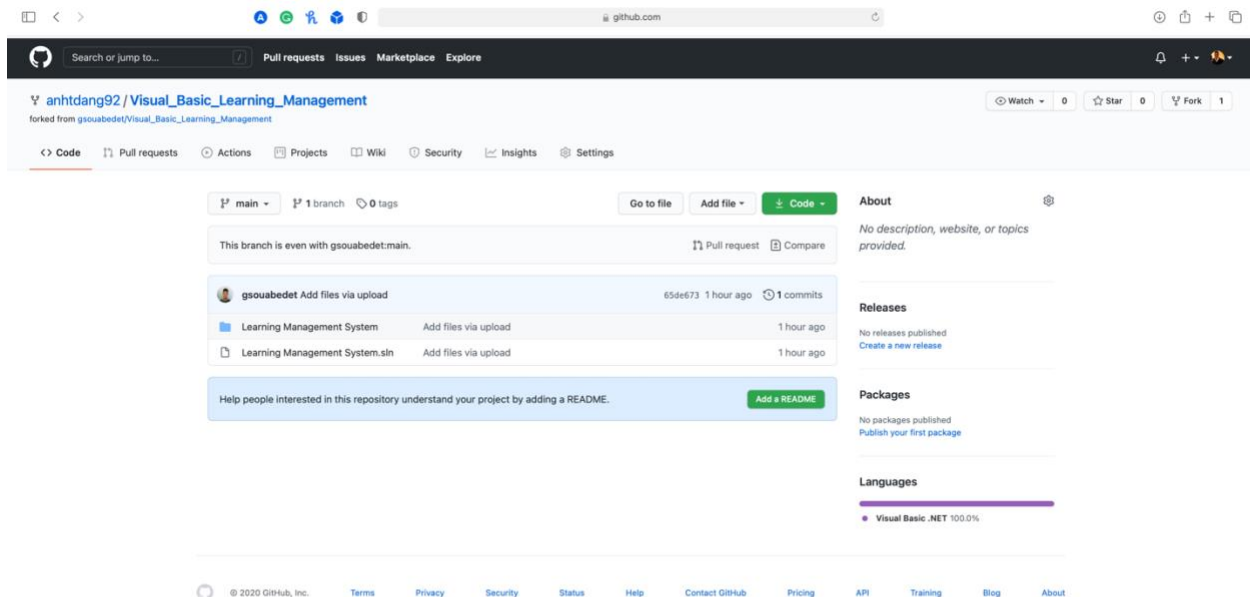 github.com
Search or jump to... / Pull requests Issues Marketplace Explore
anhtdang92/Visual_Basic_Learning_Management
Watch 0 Star 0 Fork 1
forked from gsouabedet/Visual_Basic_Learning_Management
<> Code Pull requests Actions Projects Wiki Security Insights Settings
main 1 branch 0 tags Go to file Add file Code
This branch is even with gsouabedet:main. Pull request Compare
gsouabedet Add files via upload 65de673 1 hour ago 1 commits
Learning Management System Add files via upload 1 hour ago
Learning Management System.sln Add files via upload 1 hour ago
Help people interested in this repository understand your project by adding a README. Add a README
About
No description, website, or topics
provided.
Releases
No releases published
Create a new release
Packages
No packages published
Publish your first package
Languages
Visual Basic .NET 100.0%
© 2020 GitHub, Inc. Terms Privacy Security Status Help Contact GitHub Pricing API Training Blog About